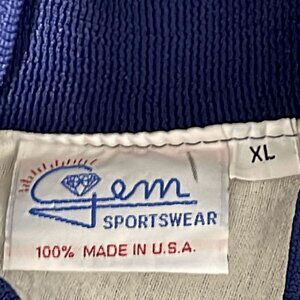 Gem
SPORTSWEAR
100% MADE IN U.S.A.
XL